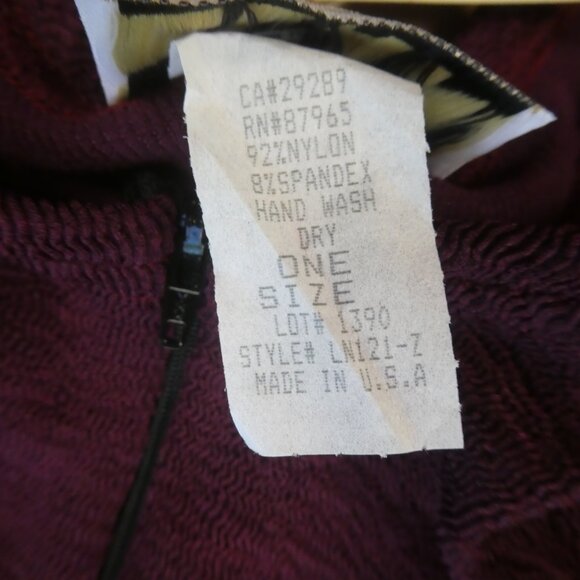 CA#29289
RN#87965
92%NYLON
8%SPANDEX
HAND WASH
DRY
ONE
SIZE
LOT# 1390
STYLE# LN121-Z
MADE IN U.S.A